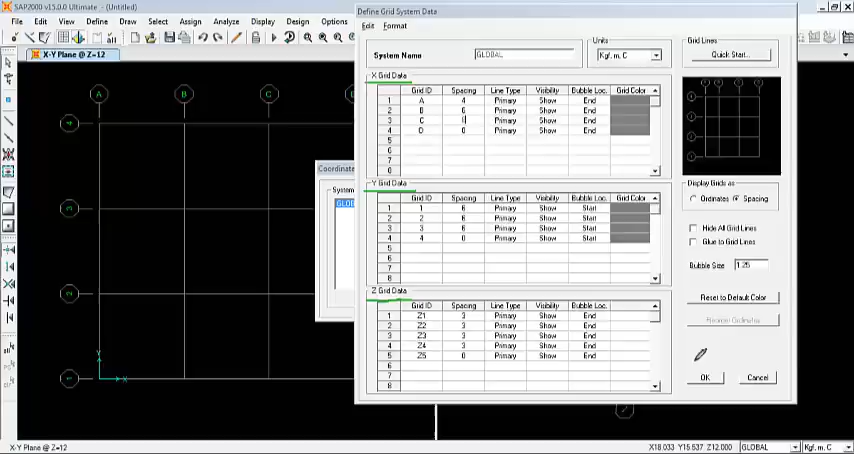 SAP2000 v15.0.0 Ultimate - (Untitled)
File Edit View Define Draw Select Assign Analyze Display Design
all
X-Y Plane @ Z=12
A B C
4
3
2
1
Y
X
Coordinate
System
GLOBAL
Define Grid System Data
Edit Format
System Name GLOBAL
Units
Kgf, m, C
Grid Lines
Quick Start...
X Grid Data
Grid ID Spacing Line Type Visibility Bubble Loc. Grid Color
1 A 4 Primary Show End
2 B 6 Primary Show End
3 C Primary Show End
4 D 0 Primary Show End
5
6
7
8
Y Grid Data
Grid ID Spacing Line Type Visibility Bubble Loc. Grid Color
1 1 6 Primary Show Start
2 2 6 Primary Show Start
3 3 6 Primary Show Start
4 4 0 Primary Show Start
5
6
7
8
Z Grid Data
Grid ID Spacing Line Type Visibility Bubble Loc.
1 Z1 3 Primary Show End
2 Z2 3 Primary Show End
3 Z3 3 Primary Show End
4 Z4 3 Primary Show End
5 Z5 0 Primary Show End
6
7
8
Display Grids as
Ordinates Spacing
Hide All Grid Lines
Glue to Grid Lines
Bubble Size 1.25
Reset to Default Color
Reorder Ordinates
OK Cancel
X-Y Plane @ Z=12
X18.033 Y15.537 Z12.000 GLOBAL Kgf, m, C